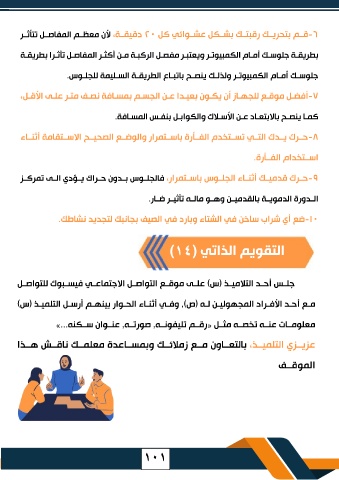 ٦-قم بتحريك رقبتك بشكل عشوائي كل ٢٠ دقيقة، لأن معظم المفاصل تتأثر
بطريقة جلوسك أمام الكمبيوتر ويعتبر مفصل الركبة من أكثر المفاصل تأثرا بطريقة
جلوسك أمام الكمبيوتر ولذلك ينصح باتباع الطريقة السليمة للجلوس.
٧-أفضل موقع للجهاز أن يكون بعيدا عن الجسم بمسافة نصف متر على الأقل،
كما ينصح بالابتعاد عن الأسلاك والكوابل بنفس المسافة.
٨-حرك يدك التي تستخدم الفأرة باستمرار والوضع الصحيح الاستقامة أثناء
استخدام الفأرة.
٩-حرك قدميك أثناء الجلوس باستمرار، فالجلوس بدون حراك يؤدي الى تمركز
الدورة الدموية بالقدمين وهو ماله تأثير ضار.
١٠-ضع أي شراب ساخن في الشتاء وبارد في الصيف بجانبك لتجديد نشاطك.
التقويم الذاتي (١٤)
جلس أحد التلاميذ (س) على موقع التواصل الاجتماعي فيسبوك للتواصل
مع أحد الأفراد المجهولين له (ص)، وفي أثناء الحوار بينهم أرسل التلميذ (س)
معلومات عنه تخصه مثل «رقم تليفونه، صورته، عنوان سكنه...»
عزيزي التلميذ، بالتعاون مع زملائك وبمساعدة معلمك ناقش هذا
الموقف
١٠١